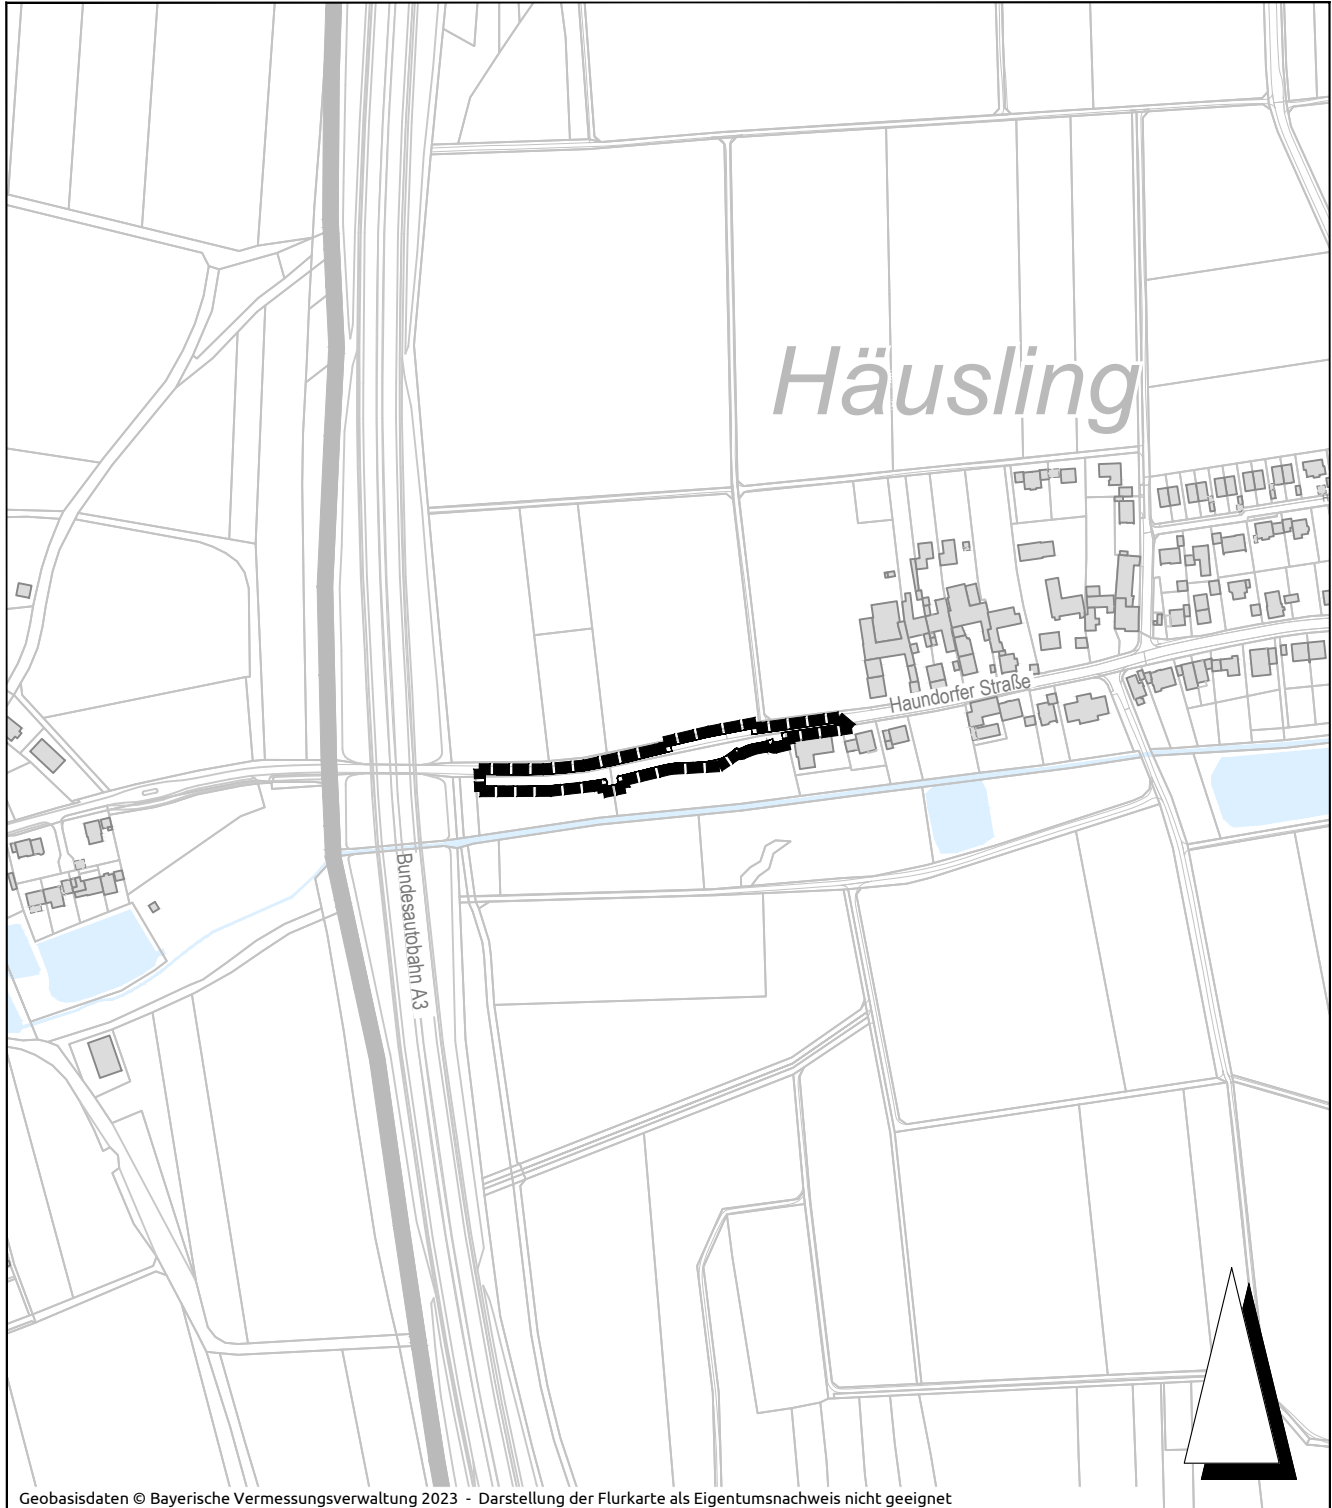 Häusling
Haundorfer Straße
Bundesautobahn A3
Geobasisdaten © Bayerische Vermessungsverwaltung 2023 - Darstellung der Flurkarte als Eigentumsnachweis nicht geeignet